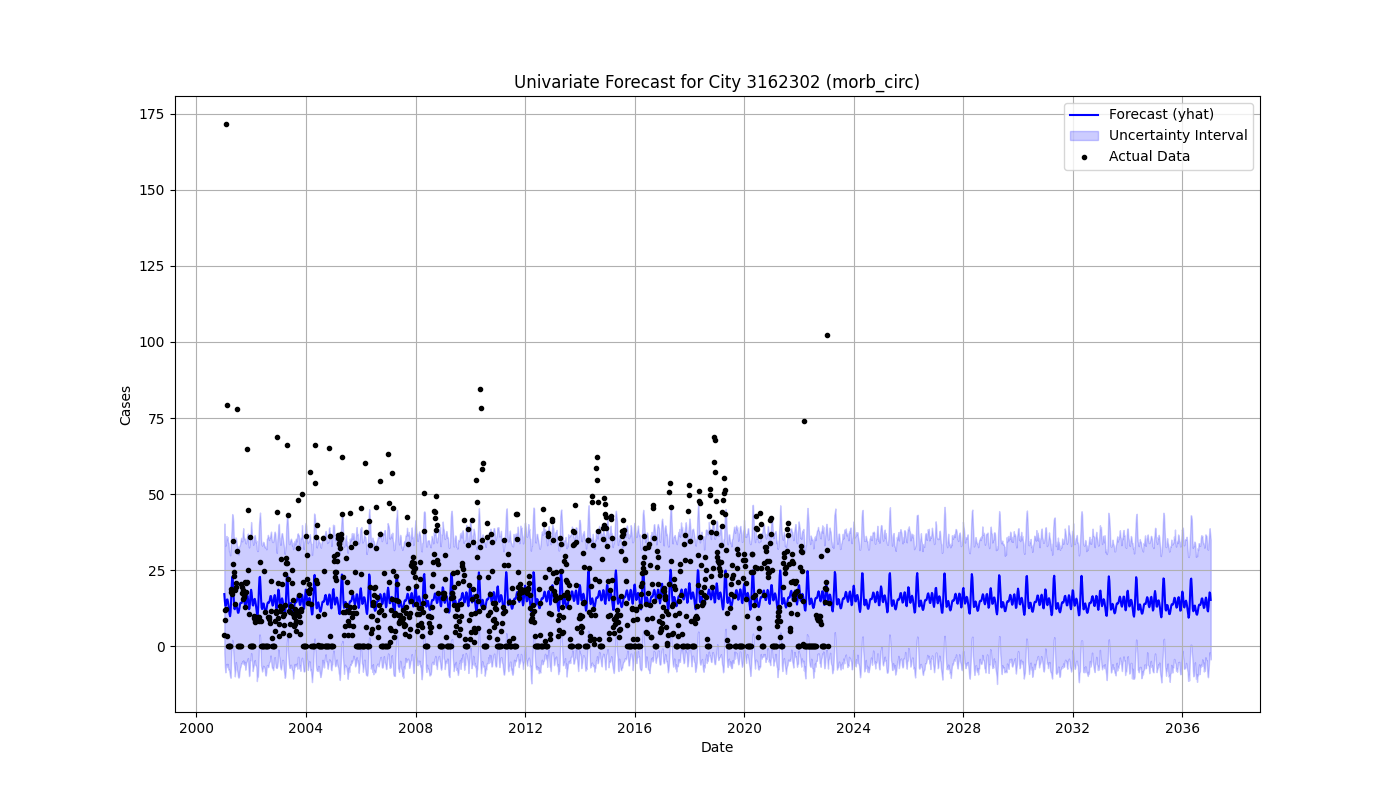 Univariate Forecast for City 3162302 (morb_circ)
Forecast (yhat)
Uncertainty Interval
Actual Data
Cases
175
150
125
100
75
50
25
0
2000 2004 2008 2012 2016 2020 2024 2028 2032 2036
Date